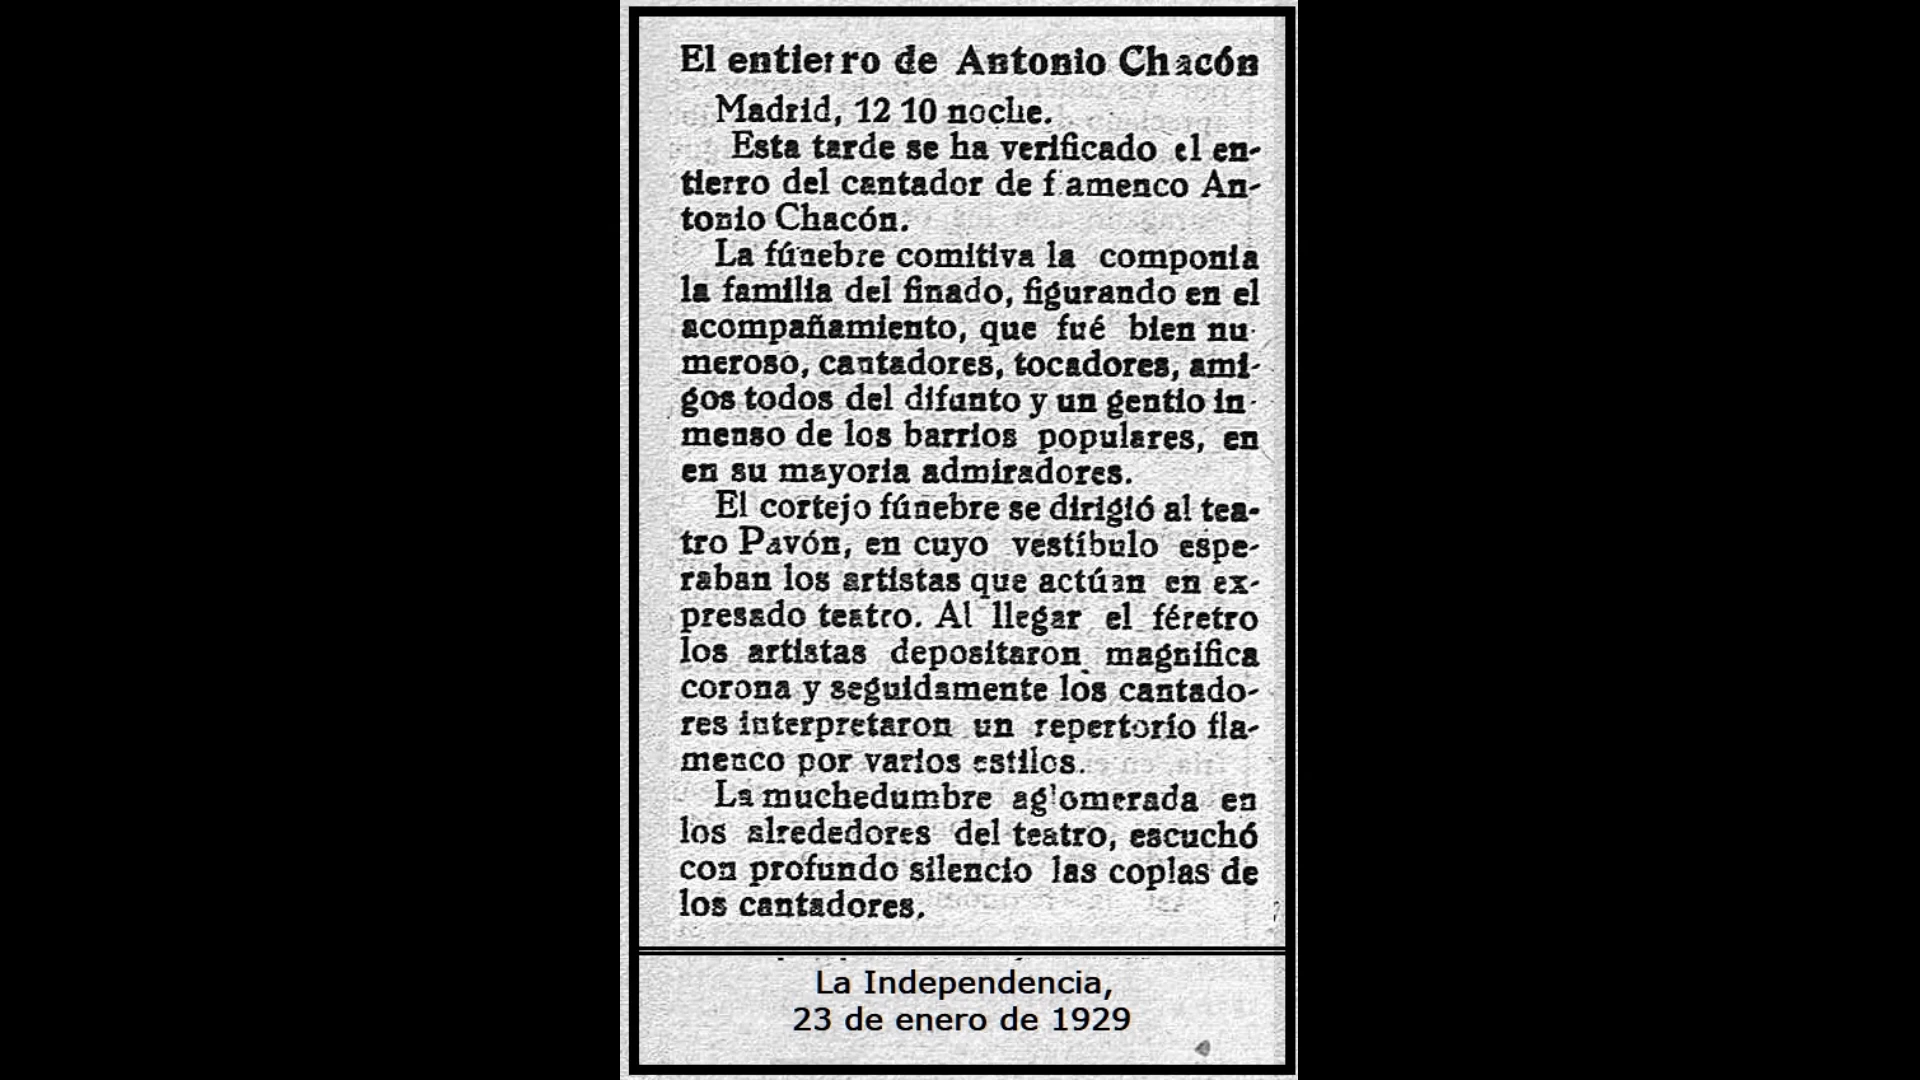 El entierro de Antonio Chacón
Madrid, 12 10 noche.
Esta tarde se ha verificado el en-
tierro del cantador de flamenco An-
tonio Chacón.
La fúnebre comitiva la componia
la familia del finado, figurando en el
acompañamiento, que fué bien nu-
meroso, cantadores, tocadores, ami-
gos todos del difunto y un gentio in-
menso de los barrios populares, en
en su mayoria admiradores.
El cortejo fúnebre se dirigió al tea-
tro Pavón, en cuyo vestíbulo espe-
raban los artistas que actúan en ex-
presado teatro. Al llegar el féretro
los artistas depositaron magnifica
corona y seguidamente los cantado-
res interpretaron un repertorio fla-
menco por varios estilos.
La muchedumbre aglomerada en
los alrededores del teatro, escuchó
con profundo silencio las coplas de
los cantadores.
La Independencia,
23 de enero de 1929